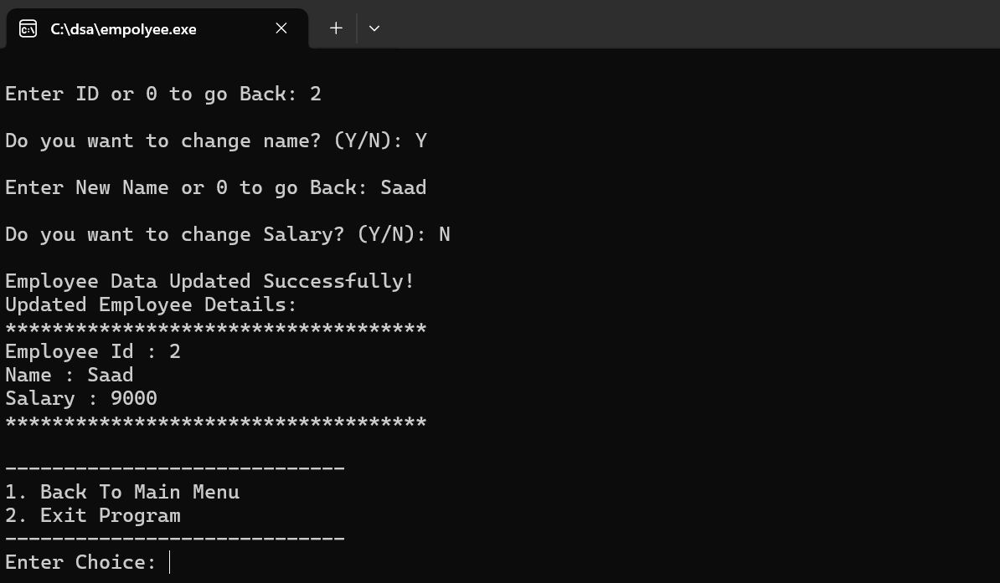 C:\dsa\empolyee.exe
Enter ID or 0 to go Back: 2
Do you want to change name? (Y/N): Y
Enter New Name or 0 to go Back: Saad
Do you want to change Salary? (Y/N): N
Employee Data Updated Successfully!
Updated Employee Details:
************************************
Employee Id : 2
Name : Saad
Salary : 9000
************************************
-----------------------------
1. Back To Main Menu
2. Exit Program
-----------------------------
Enter Choice: